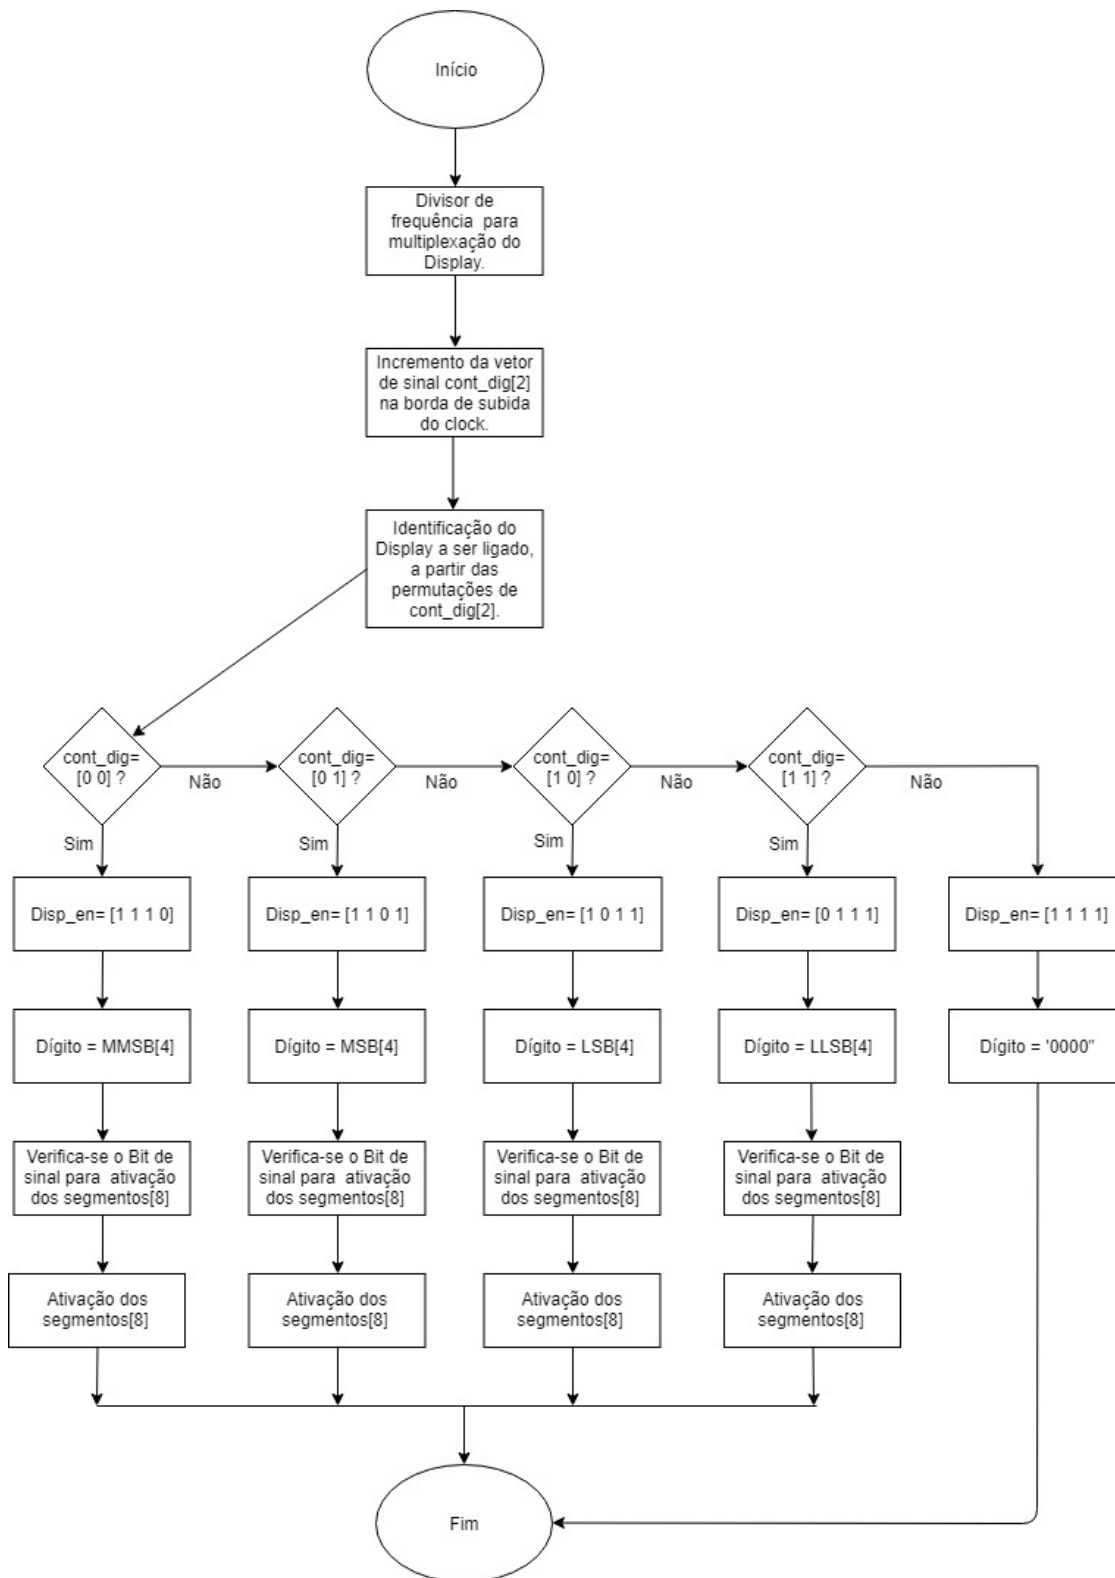 Início
Divisor de
frequência para
multiplexação do
Display.
Incremento da vetor
de sinal cont_dig[2]
na borda de subida
do clock.
Identificação do
Display a ser ligado,
a partir das
permutações de
cont_dig[2].
cont_dig=
[0 0] ?
Não
cont_dig=
[0 1] ?
Não
cont_dig=
[1 0] ?
Não
cont_dig=
[1 1] ?
Não
Sim
Sim
Sim
Sim
Disp_en= [1 1 1 0]
Disp_en= [1 1 0 1]
Disp_en= [1 0 1 1]
Disp_en= [0 1 1 1]
Disp_en= [1 1 1 1]
Dígito = MMSB[4]
Dígito = MSB[4]
Dígito = LSB[4]
Dígito = LLSB[4]
Dígito = '0000"
Verifica-se o Bit de
sinal para ativação
dos segmentos[8]
Verifica-se o Bit de
sinal para ativação
dos segmentos[8]
Verifica-se o Bit de
sinal para ativação
dos segmentos[8]
Verifica-se o Bit de
sinal para ativação
dos segmentos[8]
Ativação dos
segmentos[8]
Ativação dos
segmentos[8]
Ativação dos
segmentos[8]
Ativação dos
segmentos[8]
Fim